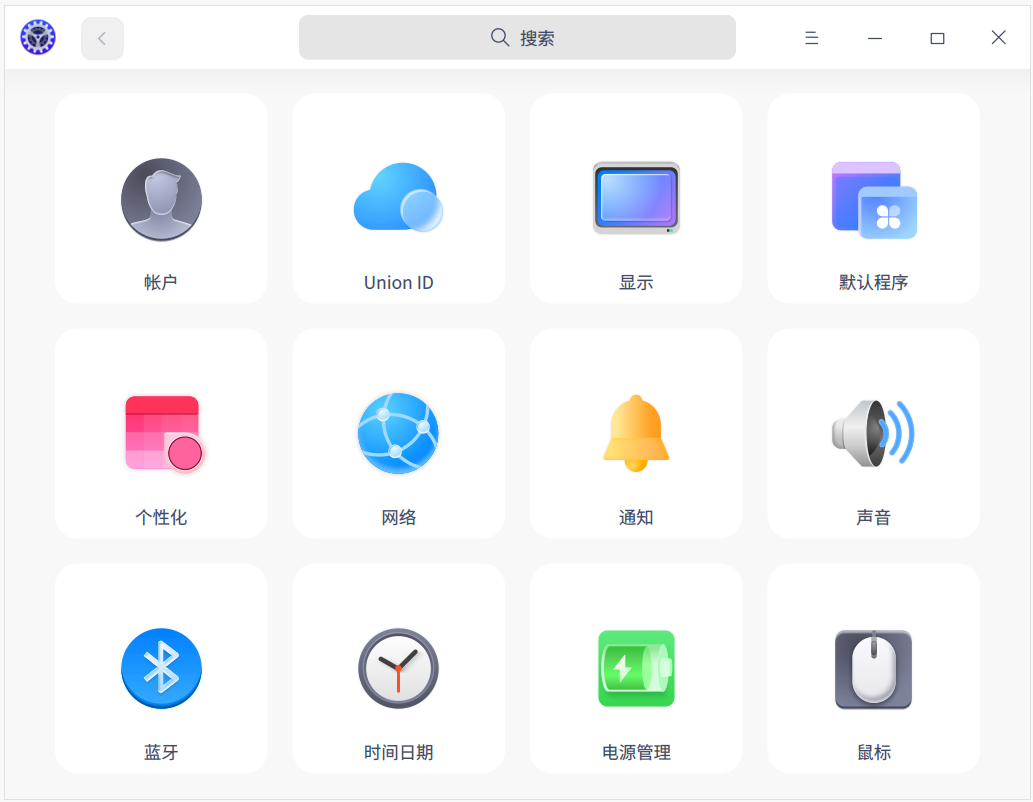 搜索
帐户
Union ID
显示
默认程序
个性化
网络
通知
声音
蓝牙
时间日期
电源管理
鼠标